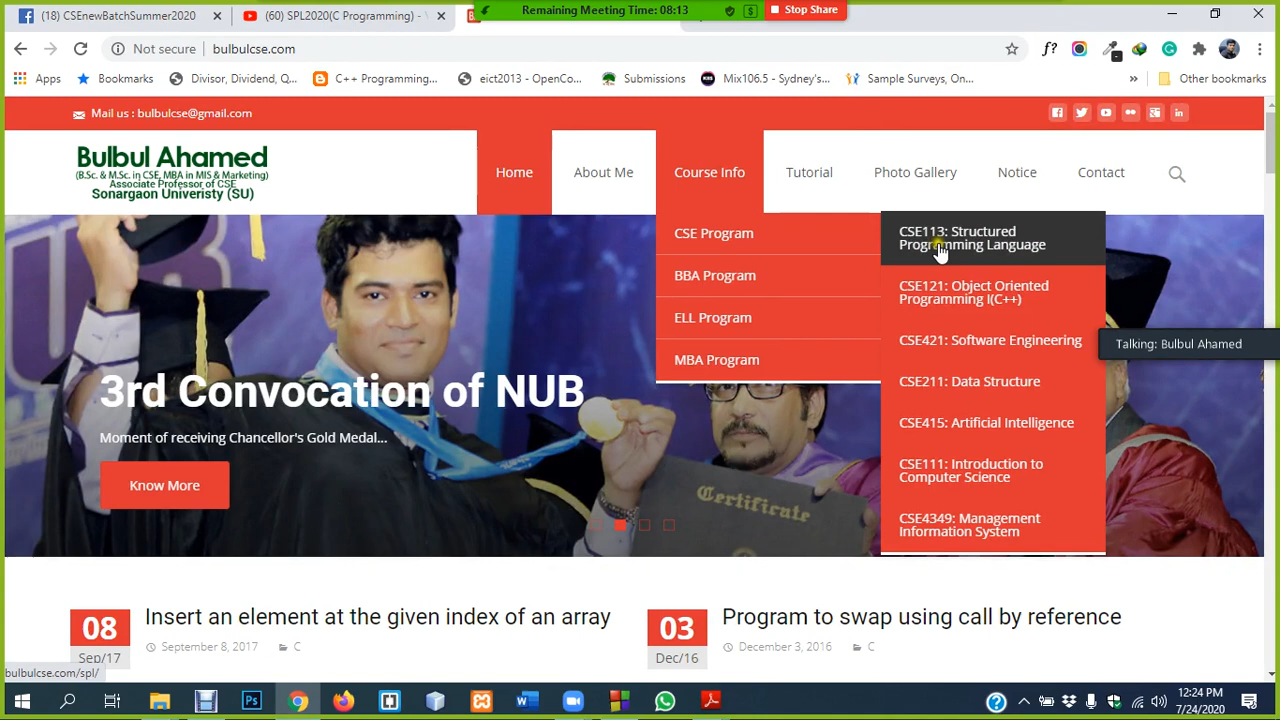 (18) CSEnewBatchSummer2020
(60) SPL2020(C Programming) - V
Remaining Meeting Time: 08:13
Stop Share
Not secure
bulbulcse.com
Apps
Bookmarks
Divisor, Dividend, Q...
C++ Programming...
eict2013 - OpenCo...
Submissions
Mix106.5 - Sydney's...
Sample Surveys, On...
Other bookmarks
Mail us : bulbulcse@gmail.com
Bulbul Ahamed
(B.Sc. & M.Sc. in CSE, MBA in MIS & Marketing)
Associate Professor of CSE
Sonargaon Univeristy (SU)
Home
About Me
Course Info
Tutorial
Photo Gallery
Notice
Contact
CSE Program
BBA Program
ELL Program
MBA Program
CSE113: Structured
Programming Language
CSE121: Object Oriented
Programming I(C++)
CSE421: Software Engineering
CSE211: Data Structure
CSE415: Artificial Intelligence
CSE111: Introduction to
Computer Science
CSE4349: Management
Information System
Talking: Bulbul Ahamed
3rd Convocation of NUB
Moment of receiving Chancellor's Gold Medal...
Know More
Certificate
08
Sep/17
Insert an element at the given index of an array
September 8, 2017
C
03
Dec/16
Program to swap using call by reference
December 3, 2016
C
bulbulcse.com/spl/
12:24 PM
7/24/2020